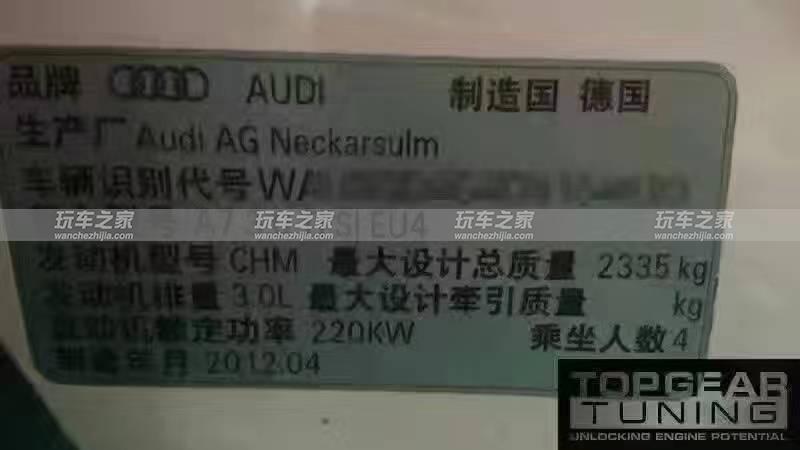 品牌 AUDI 制造国 德国
生产厂 Audi AG Neckarsulm
车辆识别代号WA
号 A7 SI EU4
玩车之家 玩车之家 玩车之家 玩车之家
wanchezhijia.com wanchezhijia.com wanchezhijia.com wanchezhijia.com
发动机型号 CHM 最大设计总质量 2335 kg
发动机排量 3.0L 最大设计牵引质量 kg
发动机额定功率 220KW 乘坐人数 4
制造年月 2012.04
TOPGEAR
TUNING
UNLOCKING ENGINE POTENTIAL